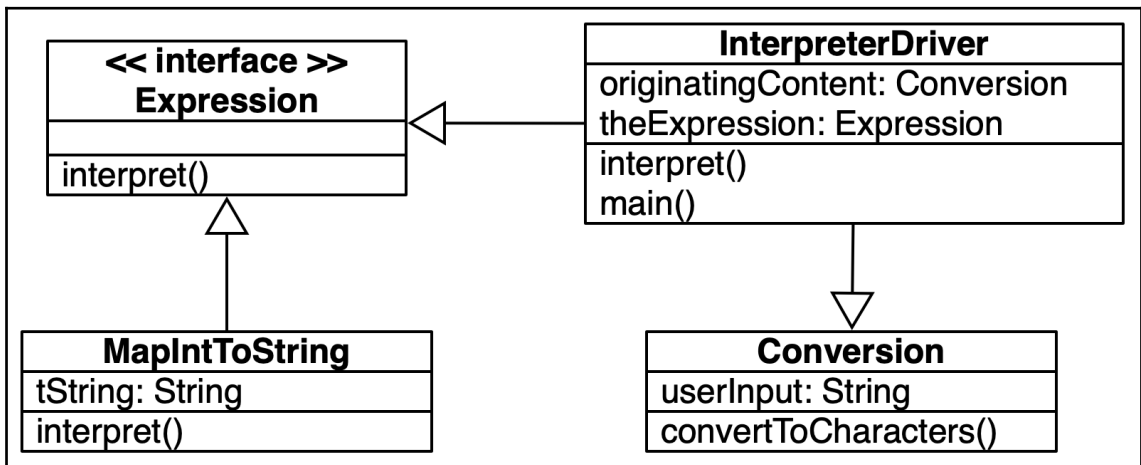 << interface >>
Expression
interpret()
InterpreterDriver
originatingContent: Conversion
theExpression: Expression
interpret()
main()
MapIntToString
tString: String
interpret()
Conversion
userInput: String
convertToCharacters()